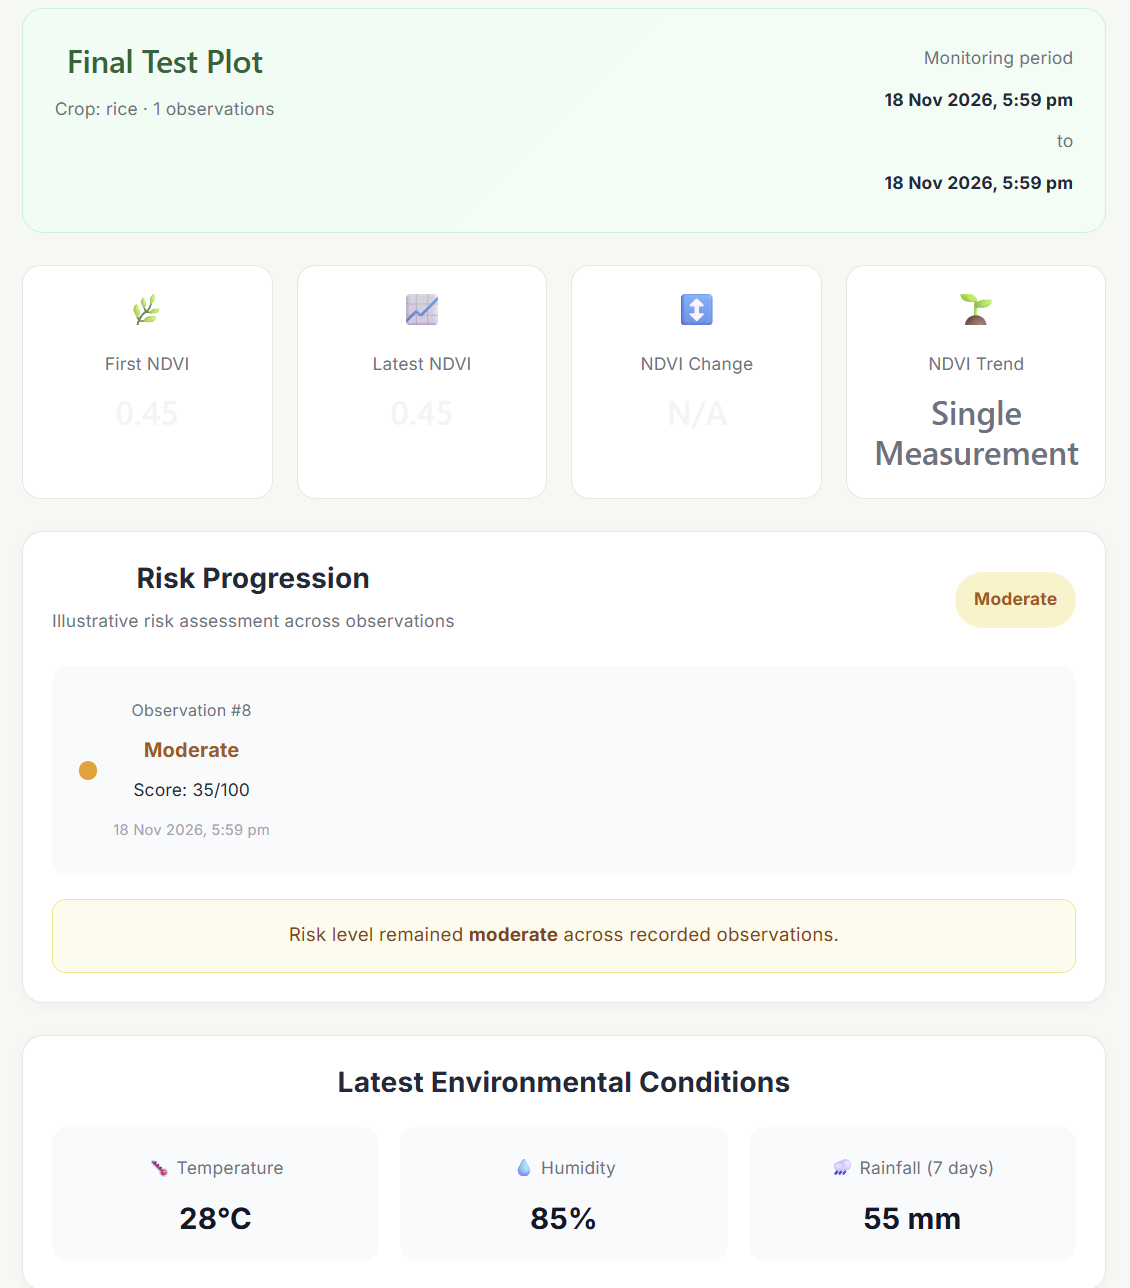 Final Test Plot
Crop: rice · 1 observations
Monitoring period
18 Nov 2026, 5:59 pm
to
18 Nov 2026, 5:59 pm
First NDVI
0.45
Latest NDVI
0.45
NDVI Change
N/A
NDVI Trend
Single
Measurement
Risk Progression
Illustrative risk assessment across observations
Moderate
Observation #8
Moderate
Score: 35/100
18 Nov 2026, 5:59 pm
Risk level remained moderate across recorded observations.
Latest Environmental Conditions
Temperature
28°C
Humidity
85%
Rainfall (7 days)
55 mm